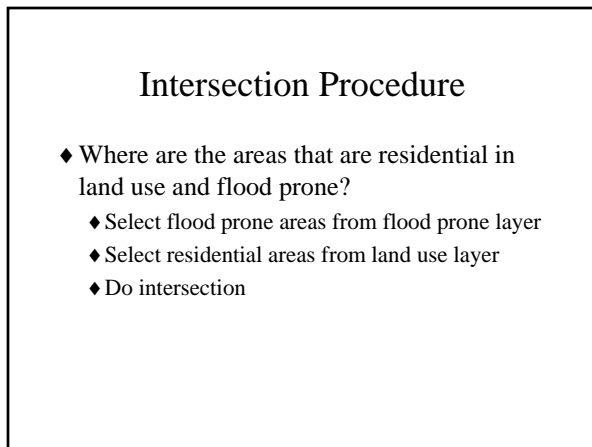 Intersection Procedure
♦ Where are the areas that are residential in
land use and flood prone?
♦ Select flood prone areas from flood prone layer
♦ Select residential areas from land use layer
♦ Do intersection